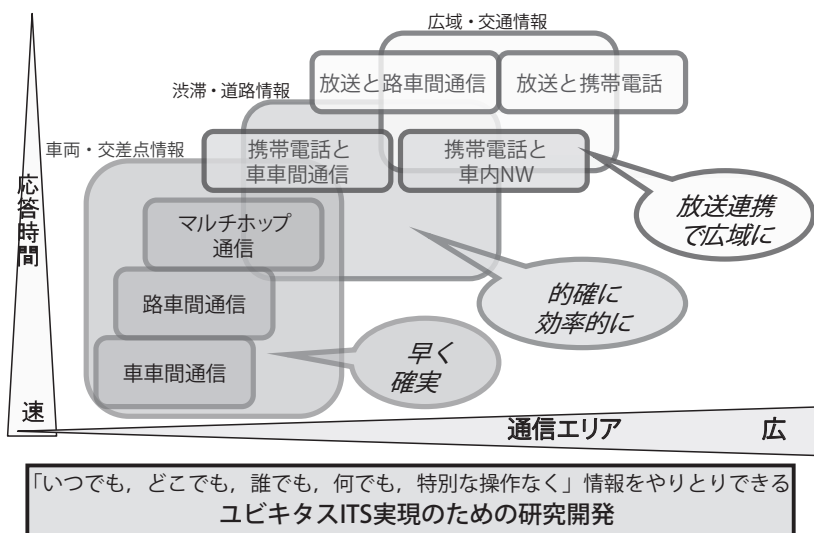 広域・交通情報
放送と路車間通信
放送と携帯電話
渋滞・道路情報
携帯電話と
車車間通信
携帯電話と
車内NW
車両・交差点情報
放送連携
で広域に
応答時間
マルチホップ
通信
的確に
効率的に
路車間通信
車車間通信
早く
確実
速
通信エリア
広
「いつでも，どこでも，誰でも，何でも，特別な操作なく」情報をやりとりできる
ユビキタスITS実現のための研究開発